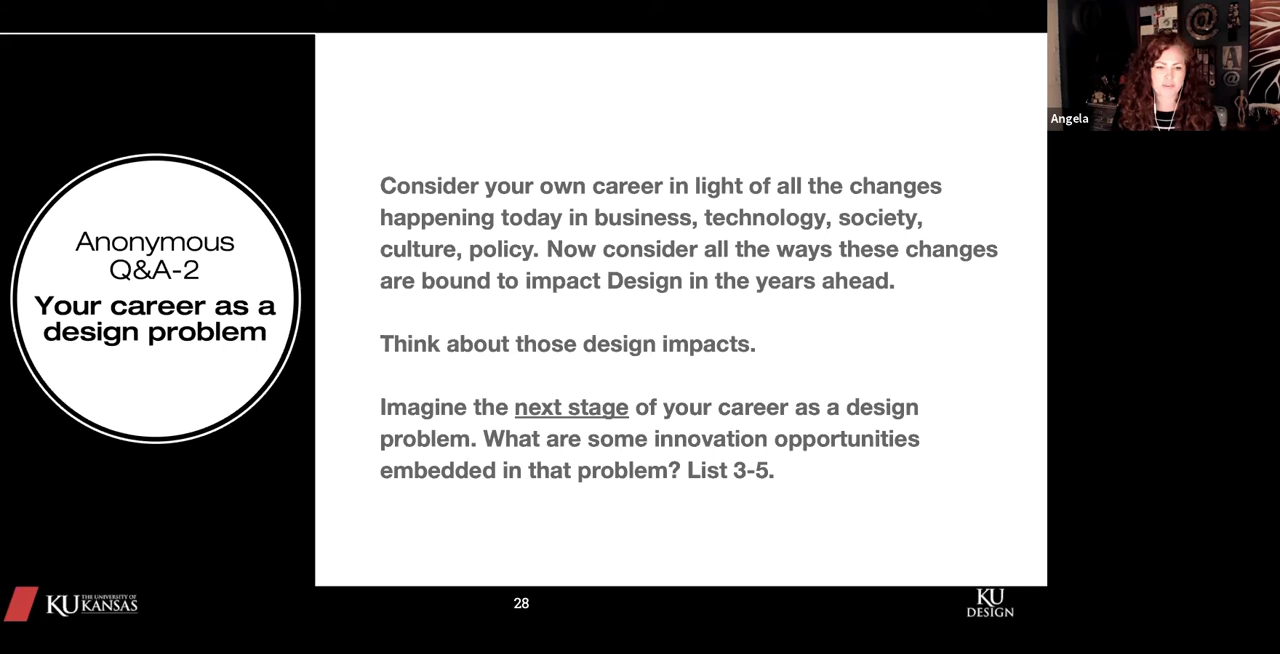 Anonymous
Q&A-2
Your career as a
design problem
Consider your own career in light of all the changes
happening today in business, technology, society,
culture, policy. Now consider all the ways these changes
are bound to impact Design in the years ahead.
Think about those design impacts.
Imagine the next stage of your career as a design
problem. What are some innovation opportunities
embedded in that problem? List 3-5.
Angela
@
A
@
KU THE UNIVERSITY OF
KANSAS
28
KU
DESIGN